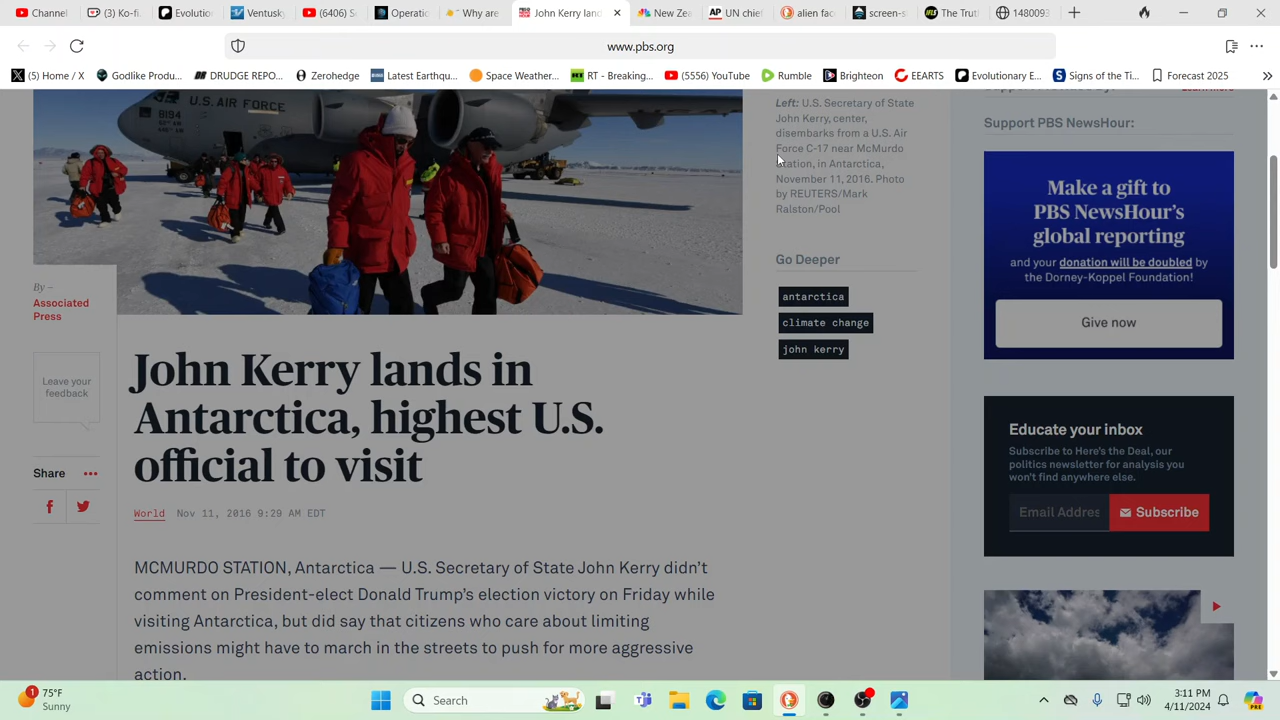 Channel
(3) Ko-fi
Evolution
Ventusky
(6406) S
Operatio
Why are
John Kerry lan
New Zea
UN chief
alienfaco
screen-s
The Trut
1480093
www.pbs.org
(5) Home / X
Godlike Produ...
DRUDGE REPO...
Zerohedge
Latest Earthqu...
Space Weather...
RT - Breaking...
(5556) YouTube
Rumble
Brighteon
EEARTS
Evolutionary E...
Signs of the Ti...
Forecast 2025
U.S. AIR FORCE
8194
Left: U.S. Secretary of State
John Kerry, center,
disembarks from a U.S. Air
Force C-17 near McMurdo
Station, in Antarctica,
November 11, 2016. Photo
by REUTERS/Mark
Ralston/Pool
Go Deeper
antarctica
climate change
john kerry
Learn more
Support PBS NewsHour:
Make a gift to
PBS NewsHour's
global reporting
and your donation will be doubled by
the Dorney-Koppel Foundation!
Give now
Educate your inbox
Subscribe to Here's the Deal, our
politics newsletter for analysis you
won't find anywhere else.
Email Addres
Subscribe
By —
Associated
Press
Leave your
feedback
Share
John Kerry lands in
Antarctica, highest U.S.
official to visit
World Nov 11, 2016 9:29 AM EDT
MCMURDO STATION, Antarctica — U.S. Secretary of State John Kerry didn't
comment on President-elect Donald Trump's election victory on Friday while
visiting Antarctica, but did say that citizens who care about limiting
emissions might have to march in the streets to push for more aggressive
action.
1
75°F
Sunny
Search
3:11 PM
4/11/2024
PRE